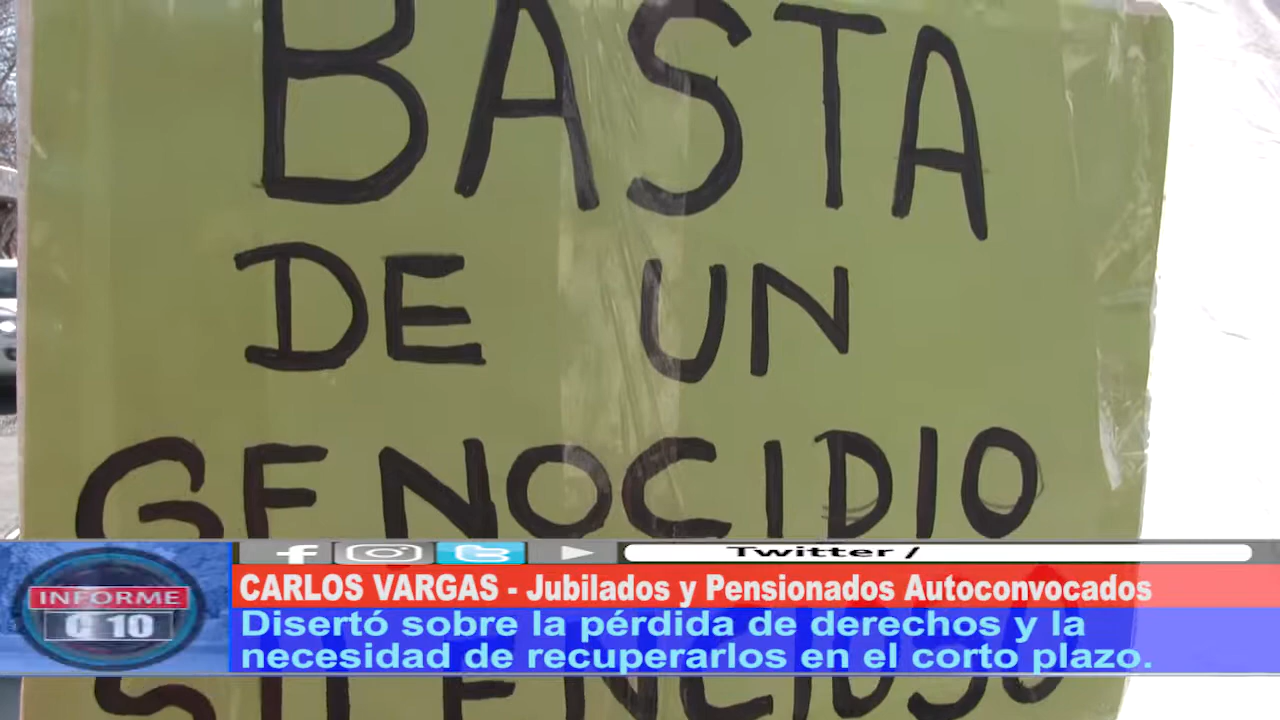 BASTA
DE UN
GENOCIDIO
SILENCIOSO
Twitter /
CARLOS VARGAS - Jubilados y Pensionados Autoconvocados
INFORME
C 10
Disertó sobre la pérdida de derechos y la
necesidad de recuperarlos en el corto plazo.